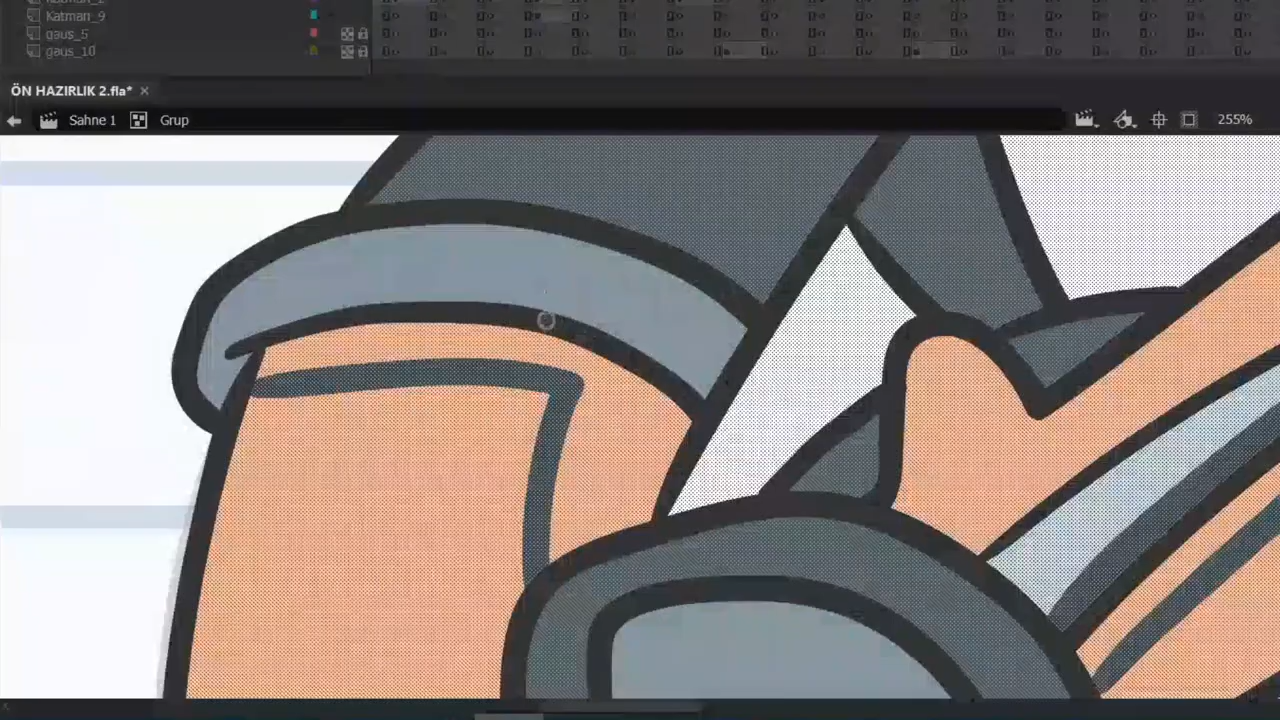 Katman_9
gaus_5
gaus_10
ÖN HAZIRLIK 2.fla*
Sahne 1 Grup 255%